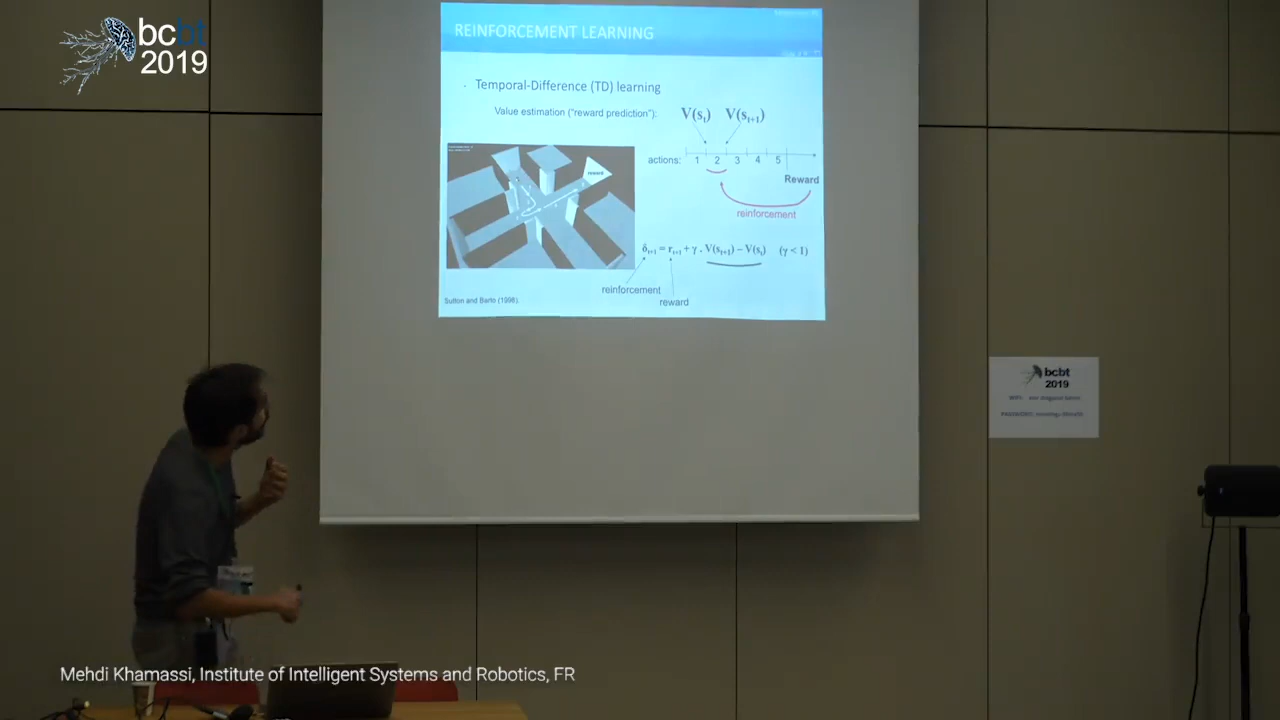 bcbt
2019
REINFORCEMENT LEARNING
Temporal-Difference (TD) learning
Value estimation ("reward prediction"):
V(sₜ) V(sₜ₊₁)
actions: 1 2 3 4 5
Reward
reinforcement
reward
δₜ₊₁ = rₜ₊₁ + γ . V(sₜ₊₁) – V(sₜ) (γ < 1)
reinforcement
reward
Sutton and Barto (1998).
bcbt
2019
Mehdi Khamassi, Institute of Intelligent Systems and Robotics, FR